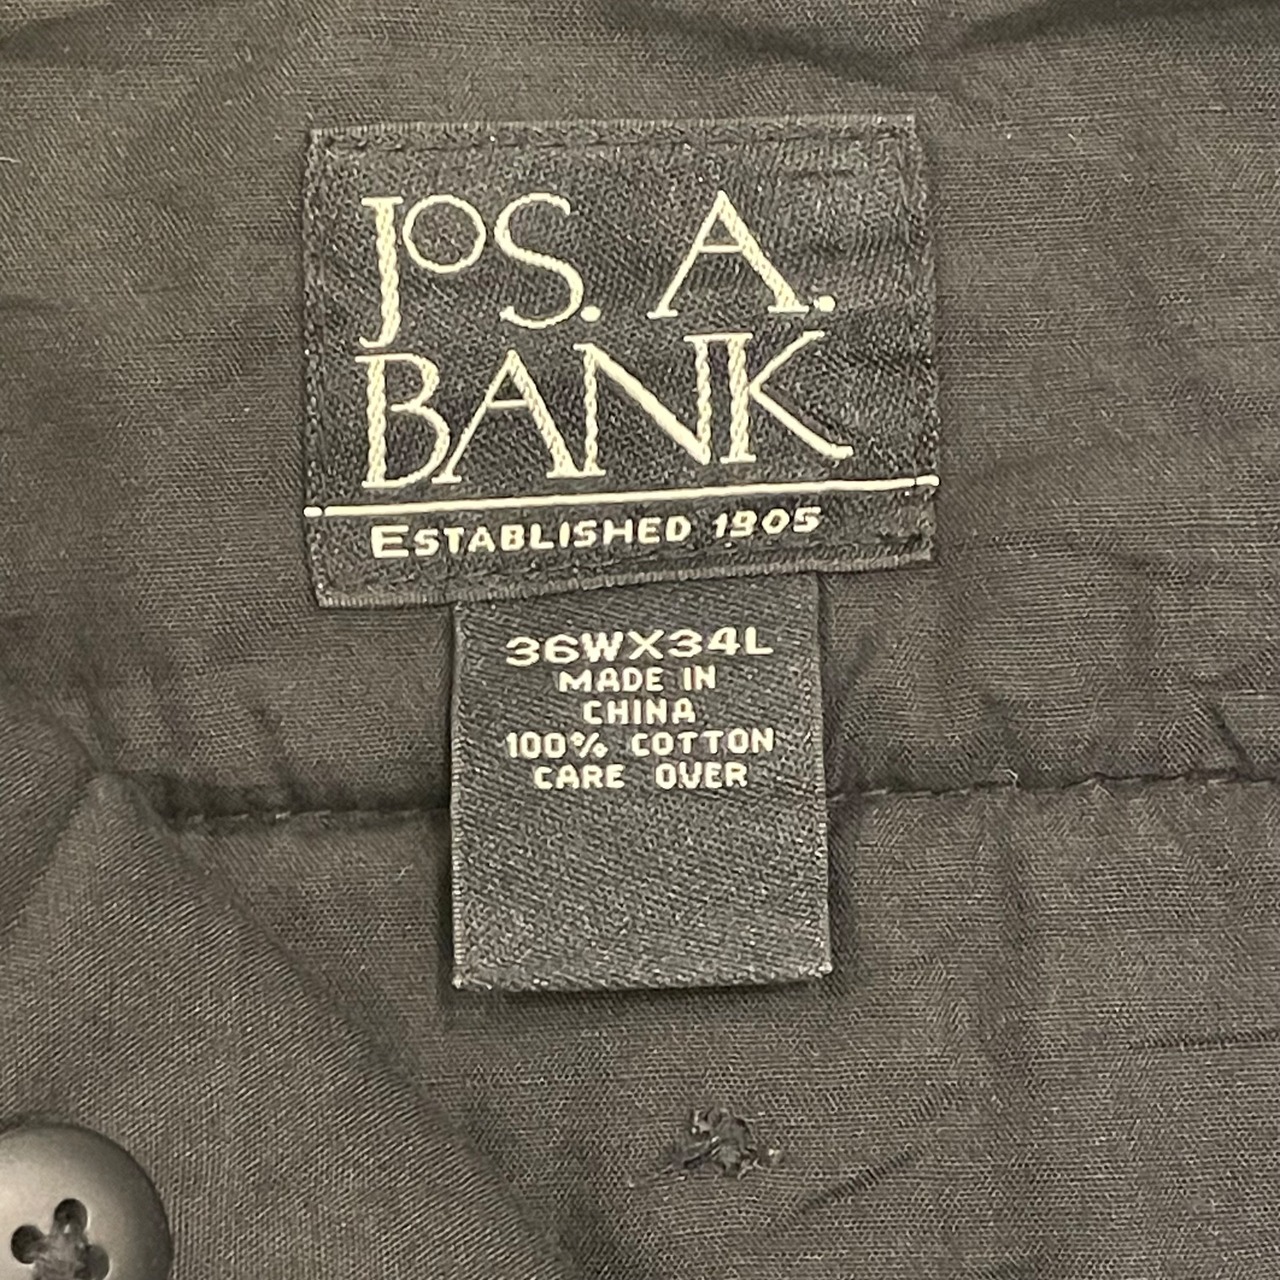 JOS. A.
BANK
ESTABLISHED 1905
36WX34L
MADE IN
CHINA
100% COTTON
CARE OVER